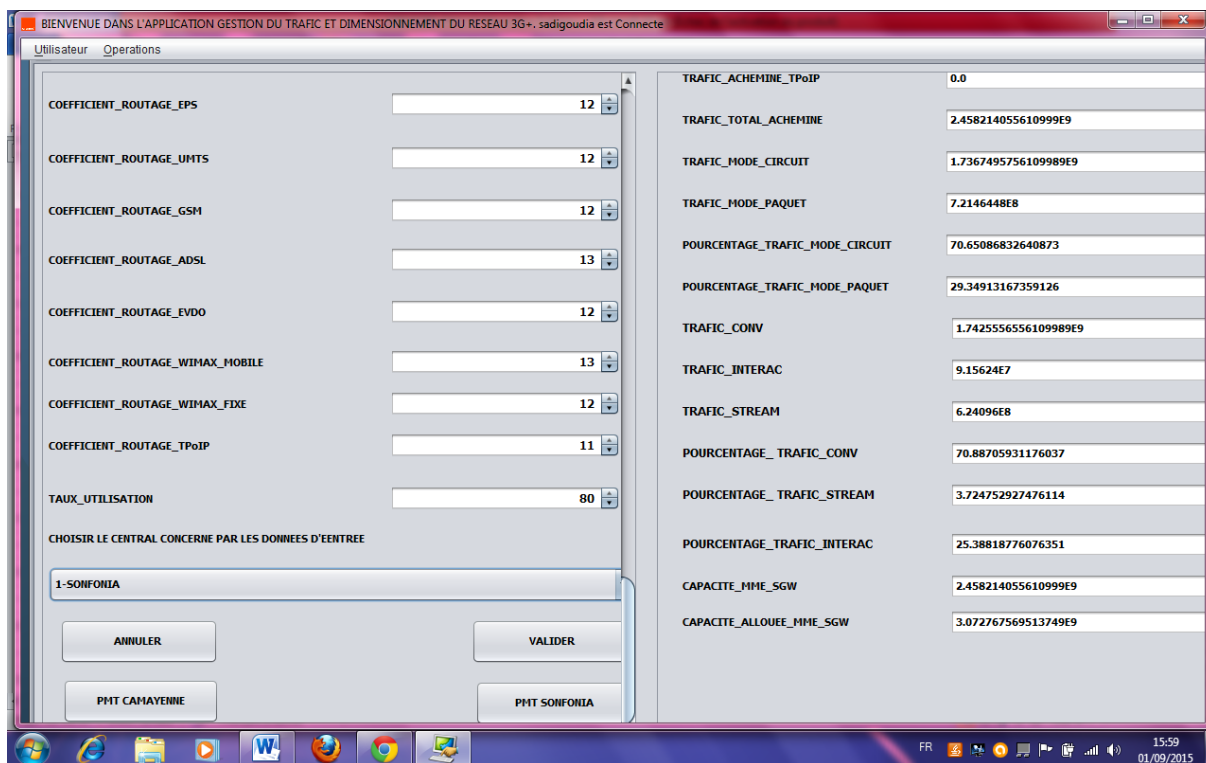 BIENVENUE DANS L'APPLICATION GESTION DU TRAFIC ET DIMENSIONNEMENT DU RESEAU 3G+. sadigoudia est Connecte
Utilisateur Operations
COEFFICIENT_ROUTAGE_EPS 12
COEFFICIENT_ROUTAGE_UMTS 12
COEFFICIENT_ROUTAGE_GSM 12
COEFFICIENT_ROUTAGE_ADSL 13
COEFFICIENT_ROUTAGE_EVDO 12
COEFFICIENT_ROUTAGE_WIMAX_MOBILE 13
COEFFICIENT_ROUTAGE_WIMAX_FIXE 12
COEFFICIENT_ROUTAGE_TPoIP 11
TAUX_UTILISATION 80
CHOISIR LE CENTRAL CONCERNE PAR LES DONNEES D'EENTREE
1-SONFONIA
ANNULER VALIDER
PMT CAMAYENNE PMT SONFONIA
TRAFIC_ACHEMINE_TPoIP 0.0
TRAFIC_TOTAL_ACHEMINE 2.458214055610999E9
TRAFIC_MODE_CIRCUIT 1.7367495756109989E9
TRAFIC_MODE_PAQUET 7.2146448E8
POURCENTAGE_TRAFIC_MODE_CIRCUIT 70.65086832640873
POURCENTAGE_TRAFIC_MODE_PAQUET 29.34913167359126
TRAFIC_CONV 1.7425556556109989E9
TRAFIC_INTERAC 9.15624E7
TRAFIC_STREAM 6.24096E8
POURCENTAGE_ TRAFIC_CONV 70.88705931176037
POURCENTAGE_ TRAFIC_STREAM 3.724752927476114
POURCENTAGE_TRAFIC_INTERAC 25.38818776076351
CAPACITE_MME_SGW 2.458214055610999E9
CAPACITE_ALLOUEE_MME_SGW 3.072767569513749E9
FR 15:59
01/09/2015